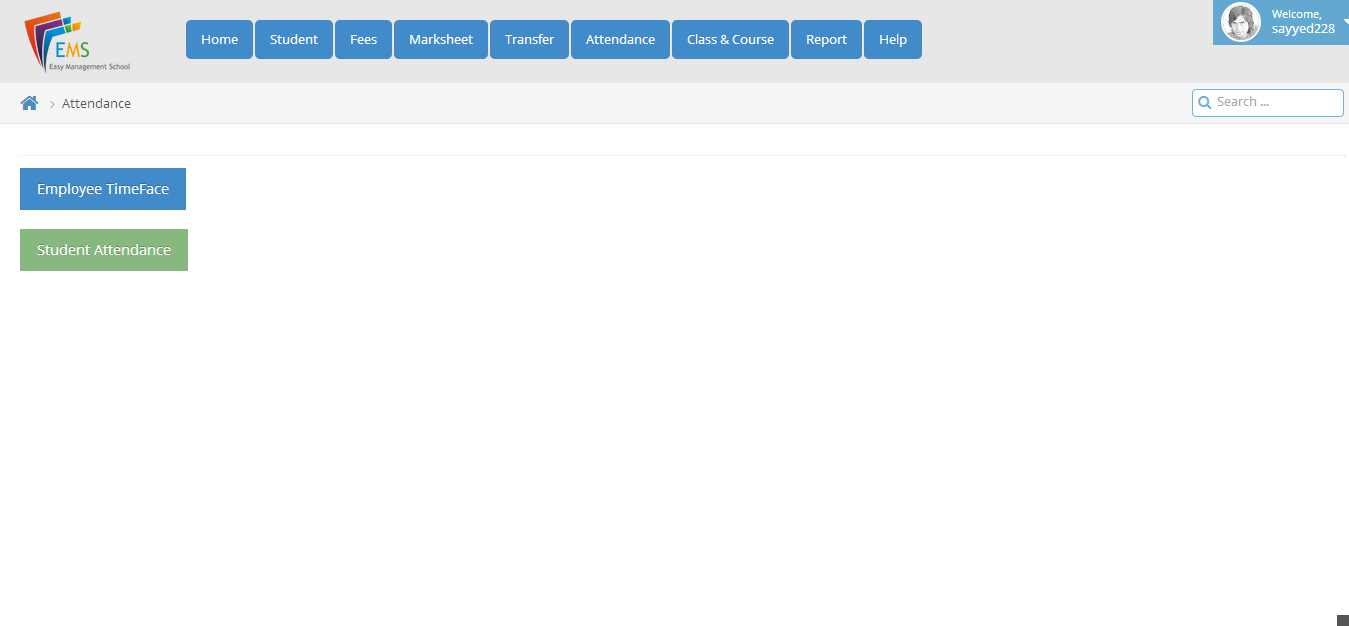 EMS
Easy Management School
Home Student Fees Marksheet Transfer Attendance Class & Course Report Help
Welcome,
sayyed228
Attendance
Search ...
Employee TimeFace
Student Attendance